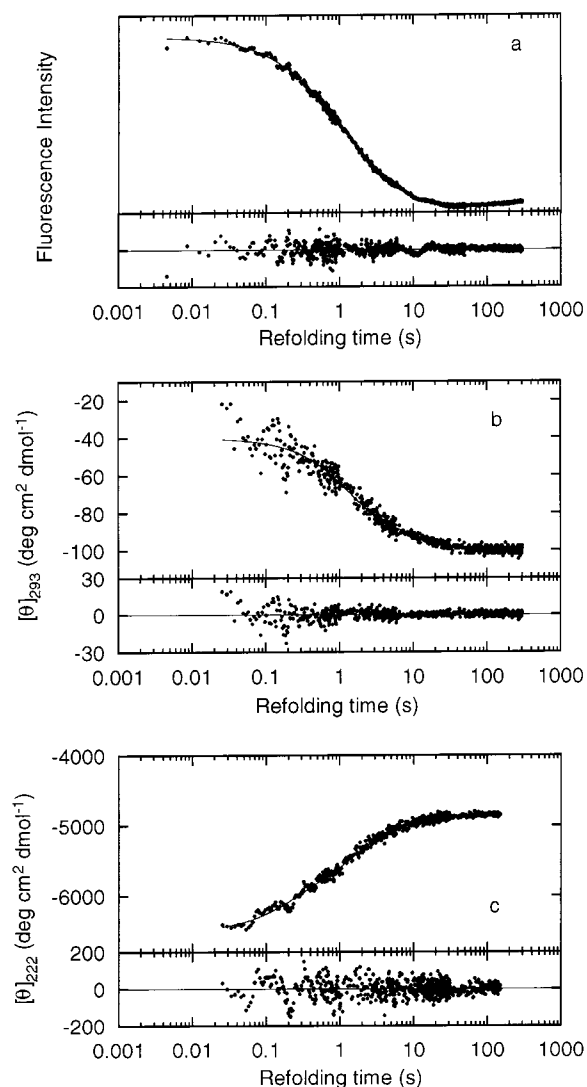 a
Fluorescence Intensity
0.001 0.01 0.1 1 10 100 1000
Refolding time (s)
b
-20
-40
-60
-80
-100
30
0
-30
[θ]293 (deg cm² dmol⁻¹)
0.001 0.01 0.1 1 10 100 1000
Refolding time (s)
-4000
-5000
-6000
c
200
0
-200
[θ]222 (deg cm² dmol⁻¹)
0.001 0.01 0.1 1 10 100 1000
Refolding time (s)